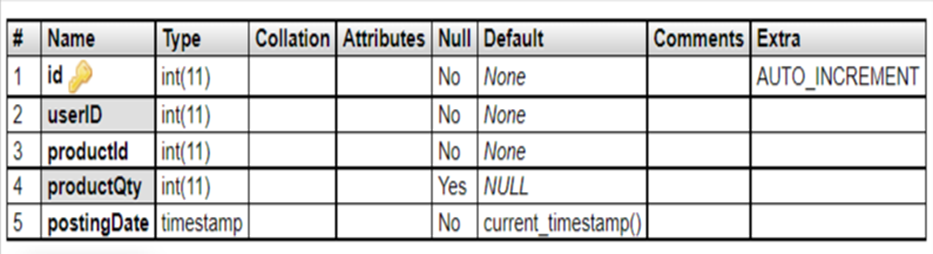 # Name Type Collation Attributes Null Default Comments Extra
1 id int(11) No None AUTO_INCREMENT
2 userID int(11) No None
3 productId int(11) No None
4 productQty int(11) Yes NULL
5 postingDate timestamp No current_timestamp()